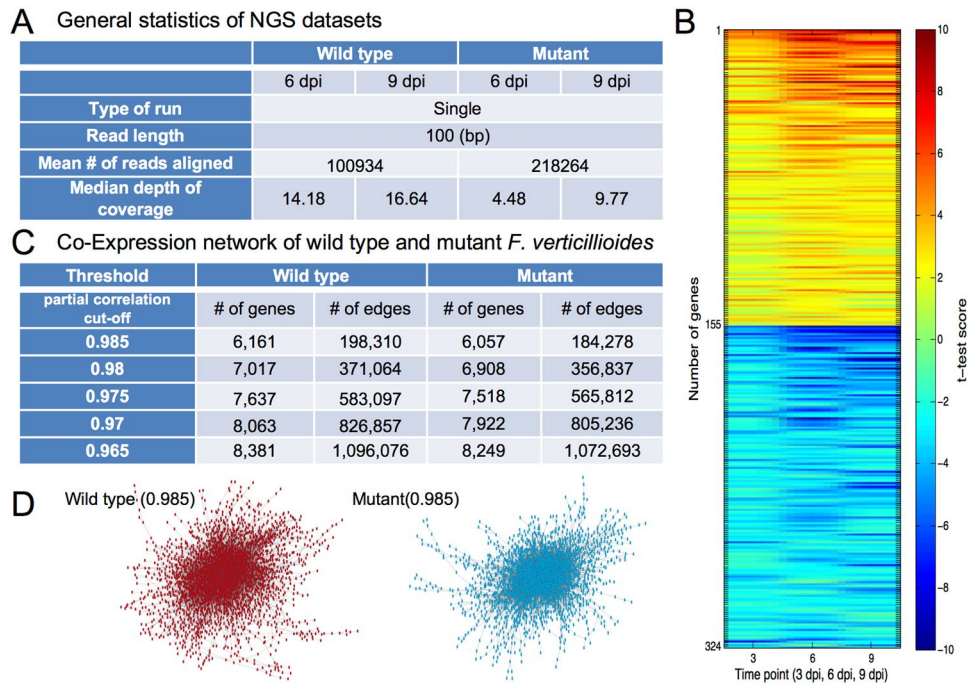 A General statistics of NGS datasets
Wild type Mutant
6 dpi 9 dpi 6 dpi 9 dpi
Type of run Single
Read length 100 (bp)
Mean # of reads aligned 100934 218264
Median depth of coverage 14.18 16.64 4.48 9.77
C Co-Expression network of wild type and mutant F. verticillioides
Threshold Wild type Mutant
partial correlation cut-off # of genes # of edges # of genes # of edges
0.985 6,161 198,310 6,057 184,278
0.98 7,017 371,064 6,908 356,837
0.975 7,637 583,097 7,518 565,812
0.97 8,063 826,857 7,922 805,236
0.965 8,381 1,096,076 8,249 1,072,693
D Wild type (0.985) Mutant(0.985)
B
1
155
324
Number of genes
3 6 9
Time point (3 dpi, 6 dpi, 9 dpi)
10
8
6
4
2
0
−2
−4
−6
−8
−10
t−test score